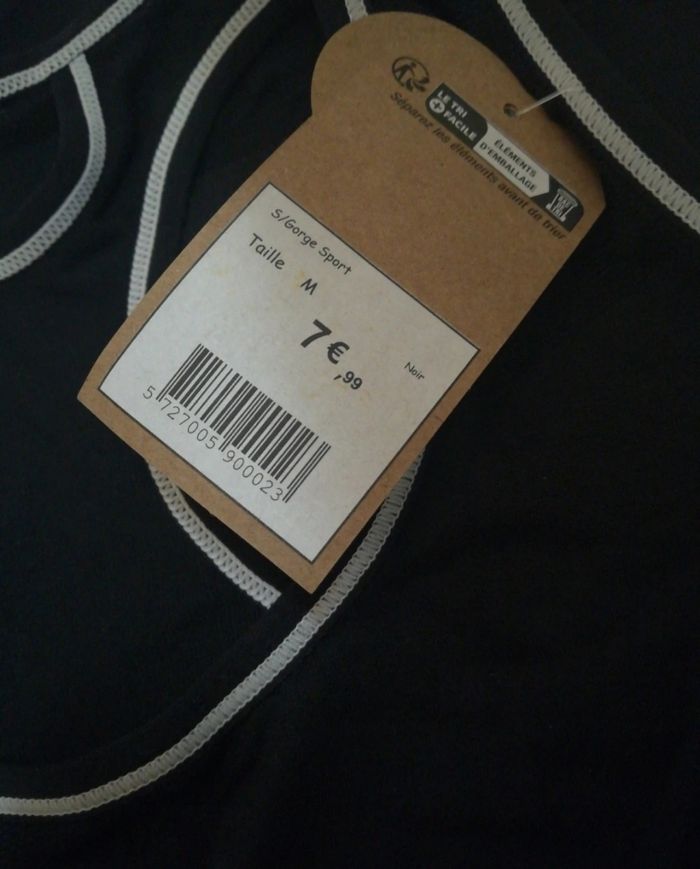 LE TRI
+ FACILE
ÉLÉMENTS
D'EMBALLAGE
Séparez les éléments avant de trier
S/Gorge Sport
Taille M
7€,99
Noir
5 727005 900023